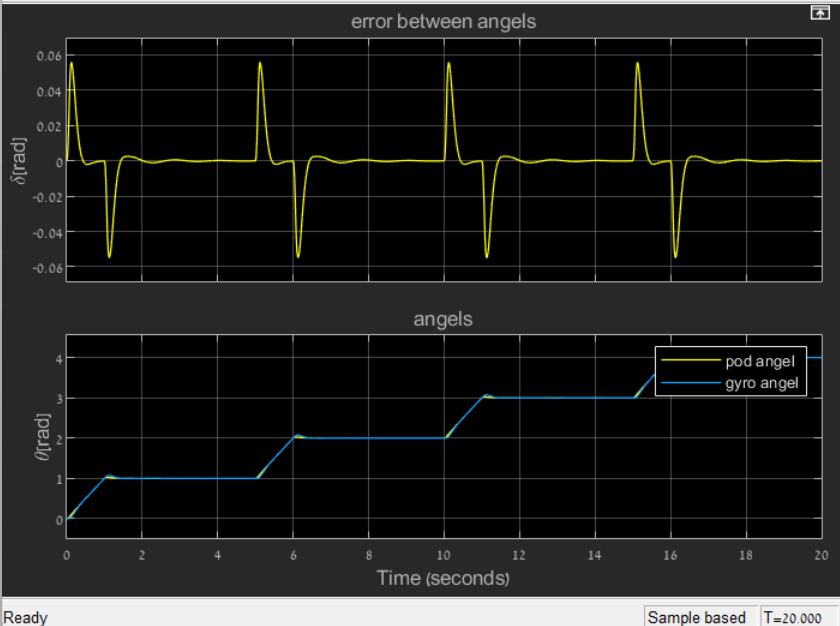 error between angels
0.06
0.04
0.02
0
-0.02
-0.04
-0.06
δ[rad]
angels
pod angel
gyro angel
4
3
2
1
0
θ[rad]
0 2 4 6 8 10 12 14 16 18 20
Time (seconds)
Ready Sample based T=20.000